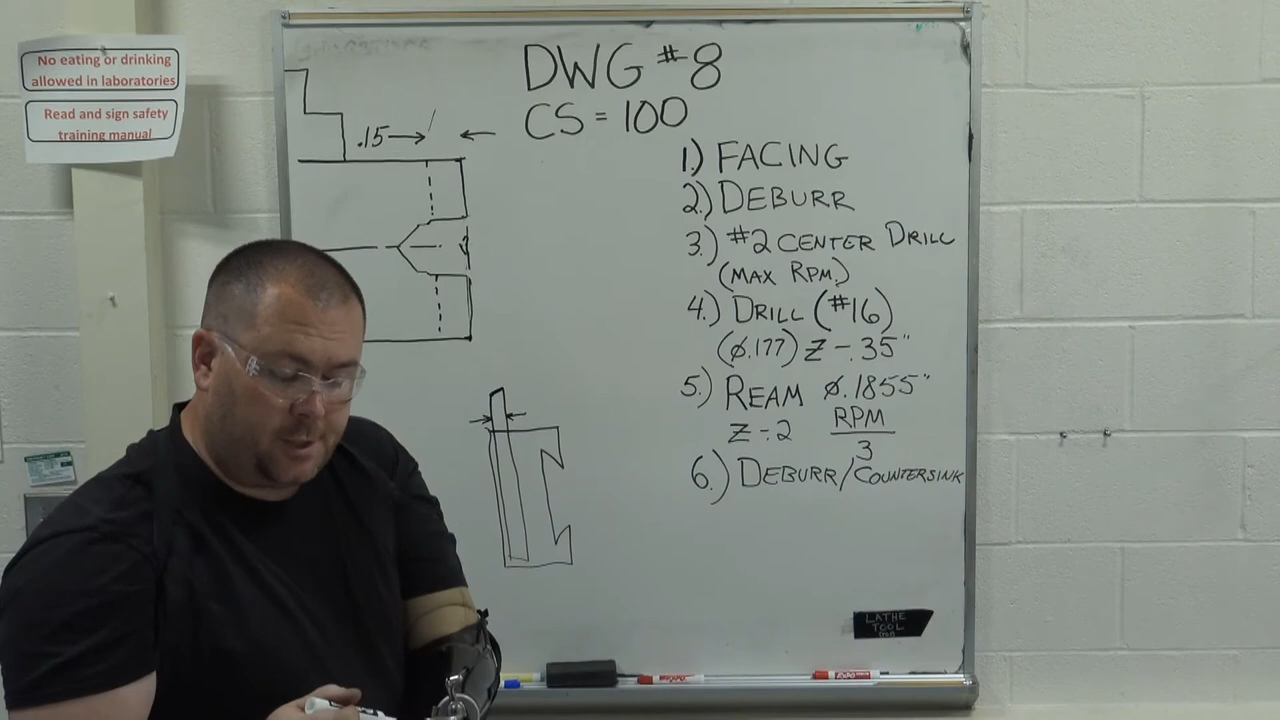 No eating or drinking
allowed in laboratories
Read and sign safety
training manual
DWG #8
CS = 100
.15
1.) FACING
2.) DEBURR
3.) #2 CENTER DRILL
(MAX RPM.)
4.) DRILL (#16)
(Ø.177) Z -.35"
5.) REAM Ø.1855"
Z -.2 RPM
3
6.) DEBURR/COUNTERSINK
LATHE
TOOL